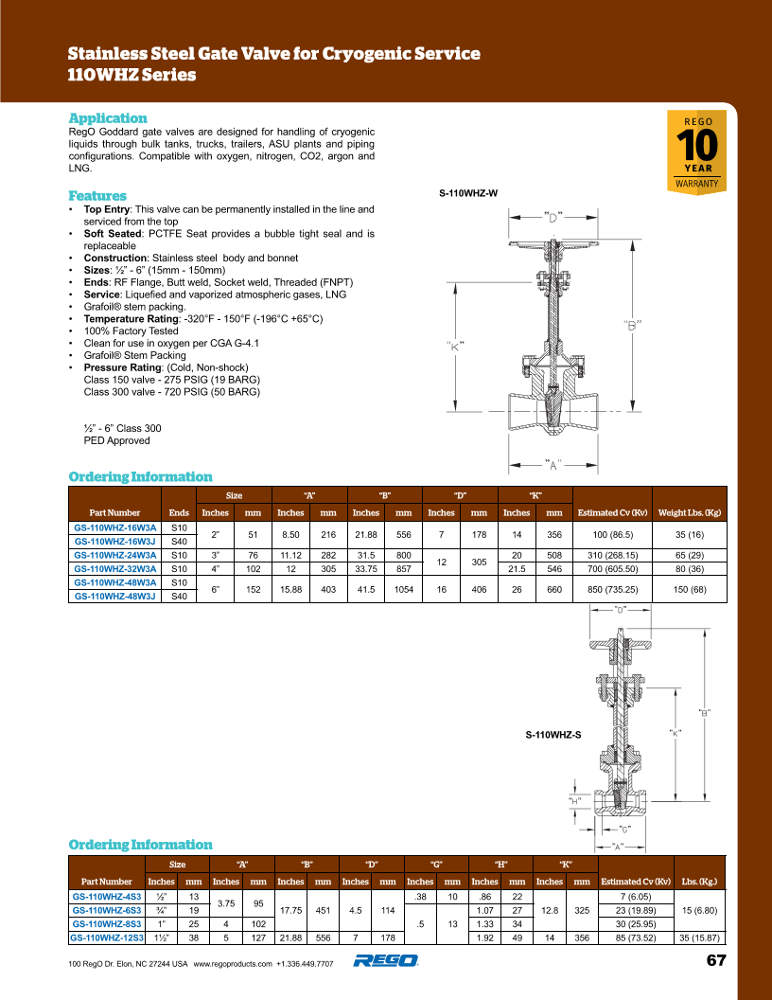 Stainless Steel Gate Valve for Cryogenic Service
110WHZ Series
Application
RegO Goddard gate valves are designed for handling of cryogenic
liquids through bulk tanks, trucks, trailers, ASU plants and piping
configurations. Compatible with oxygen, nitrogen, CO2, argon and
LNG.
REGO
10
YEAR
WARRANTY
Features
• Top Entry: This valve can be permanently installed in the line and
serviced from the top
• Soft Seated: PCTFE Seat provides a bubble tight seal and is
replaceable
• Construction: Stainless steel body and bonnet
• Sizes: ½” - 6” (15mm - 150mm)
• Ends: RF Flange, Butt weld, Socket weld, Threaded (FNPT)
• Service: Liquefied and vaporized atmospheric gases, LNG
• Grafoil® stem packing.
• Temperature Rating: -320°F - 150°F (-196°C +65°C)
• 100% Factory Tested
• Clean for use in oxygen per CGA G-4.1
• Grafoil® Stem Packing
• Pressure Rating: (Cold, Non-shock)
Class 150 valve - 275 PSIG (19 BARG)
Class 300 valve - 720 PSIG (50 BARG)
½” - 6” Class 300
PED Approved
S-110WHZ-W
"D"
"B"
"K"
"A"
Ordering Information
Size “A” “B” “D” “K”
Part Number Ends Inches mm Inches mm Inches mm Inches mm Inches mm Estimated Cv (Kv) Weight Lbs. (Kg)
GS-110WHZ-16W3A S10
2” 51 8.50 216 21.88 556 7 178 14 356 100 (86.5) 35 (16)
GS-110WHZ-16W3J S40
GS-110WHZ-24W3A S10 3” 76 11.12 282 31.5 800 12 305 20 508 310 (268.15) 65 (29)
GS-110WHZ-32W3A S10 4” 102 12 305 33.75 857 21.5 546 700 (605.50) 80 (36)
GS-110WHZ-48W3A S10
6” 152 15.88 403 41.5 1054 16 406 26 660 850 (735.25) 150 (68)
GS-110WHZ-48W3J S40
"D"
"B"
"K"
S-110WHZ-S
"H"
"G"
"A"
Ordering Information
Size “A” “B” “D” “G” “H” “K”
Part Number Inches mm Inches mm Inches mm Inches mm Inches mm Inches mm Inches mm Estimated Cv (Kv) Lbs. (Kg.)
GS-110WHZ-4S3 ½” 13 3.75 95 17.75 451 4.5 114 .38 10 .86 22 12.8 325 7 (6.05) 15 (6.80)
GS-110WHZ-6S3 ¾” 19 .5 13 1.07 27 23 (19.89)
GS-110WHZ-8S3 1” 25 4 102 1.33 34 30 (25.95)
GS-110WHZ-12S3 1½” 38 5 127 21.88 556 7 178 1.92 49 14 356 85 (73.52) 35 (15.87)
100 RegO Dr. Elon, NC 27244 USA www.regoproducts.com +1.336.449.7707
REGO
67